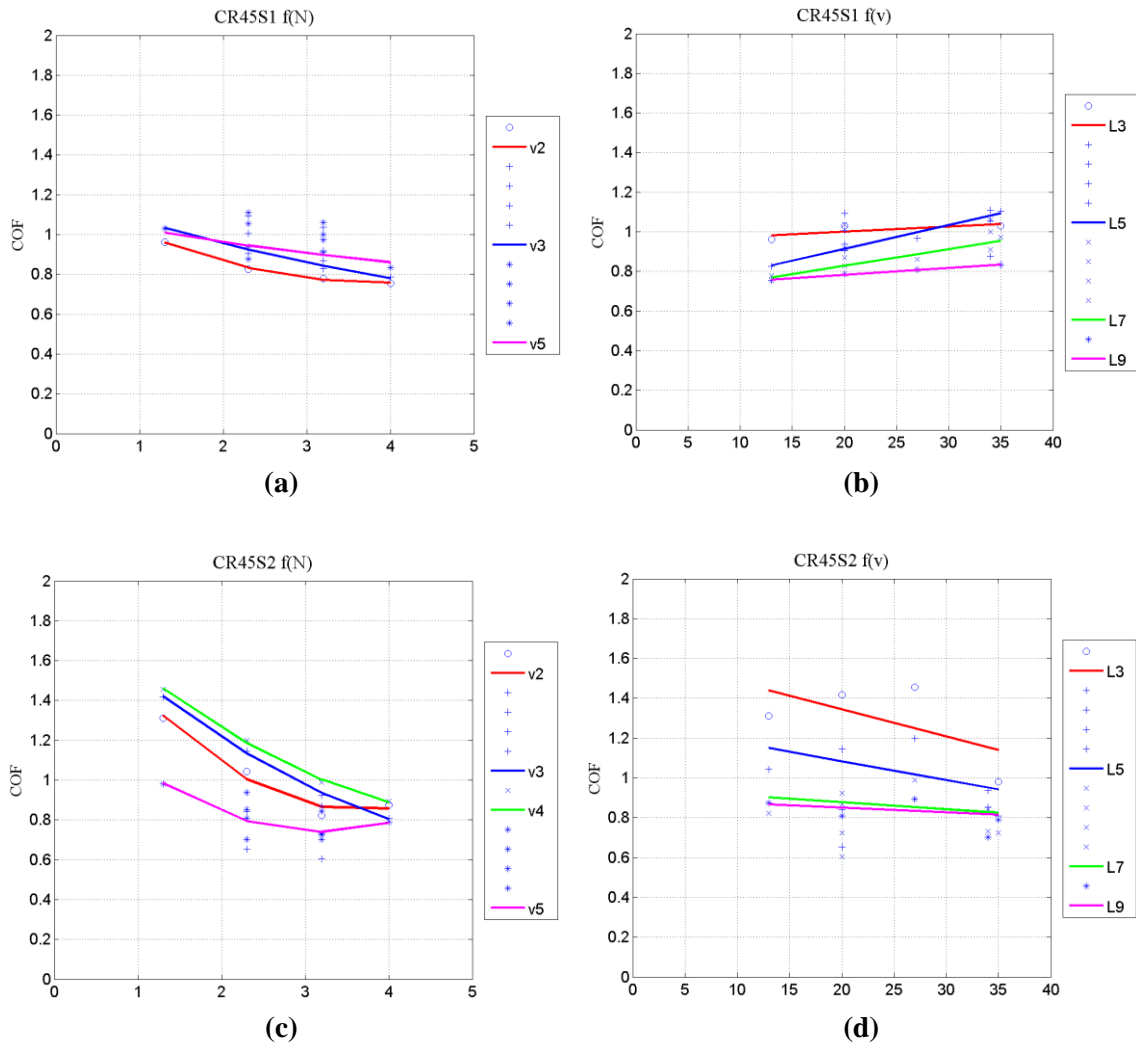 CR45S1 f(N)
2
1.8
1.6
1.4
1.2
1
0.8
0.6
0.4
0.2
0
COF
0 1 2 3 4 5
v2
v3
v5
(a)
CR45S1 f(v)
2
1.8
1.6
1.4
1.2
1
0.8
0.6
0.4
0.2
0
COF
0 5 10 15 20 25 30 35 40
L3
L5
L7
L9
(b)
CR45S2 f(N)
2
1.8
1.6
1.4
1.2
1
0.8
0.6
0.4
0.2
0
COF
0 1 2 3 4 5
v2
v3
v4
v5
(c)
CR45S2 f(v)
2
1.8
1.6
1.4
1.2
1
0.8
0.6
0.4
0.2
0
COF
0 5 10 15 20 25 30 35 40
L3
L5
L7
L9
(d)